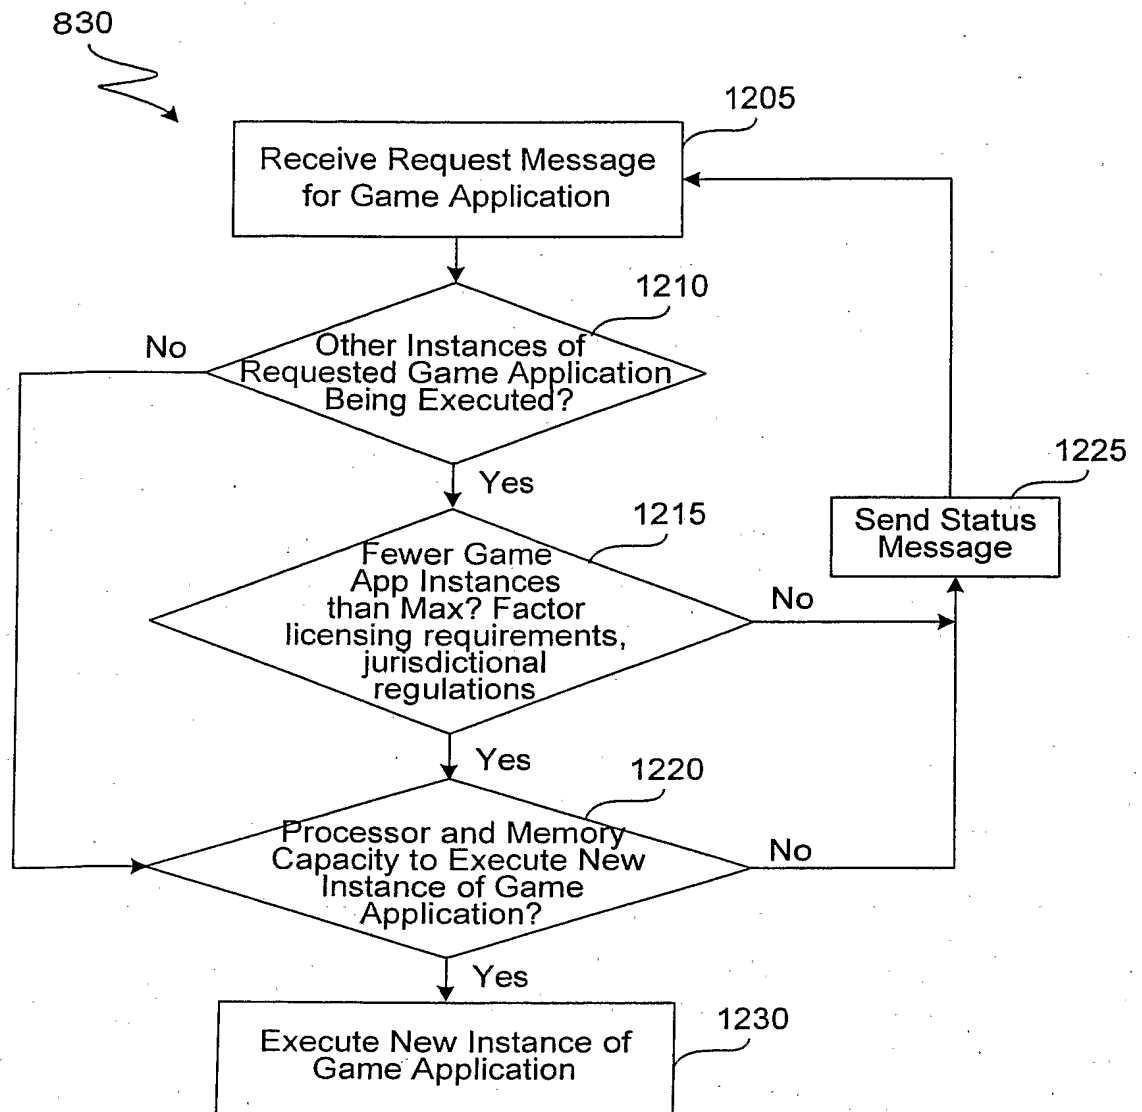 830
1205
Receive Request Message
for Game Application
1210
No
Other Instances of
Requested Game Application
Being Executed?
1225
Yes
Send Status
Message
1215
Fewer Game
App Instances
than Max? Factor
licensing requirements,
jurisdictional
regulations
No
Yes
1220
Processor and Memory
Capacity to Execute New
Instance of Game
Application?
No
Yes
1230
Execute New Instance of
Game Application